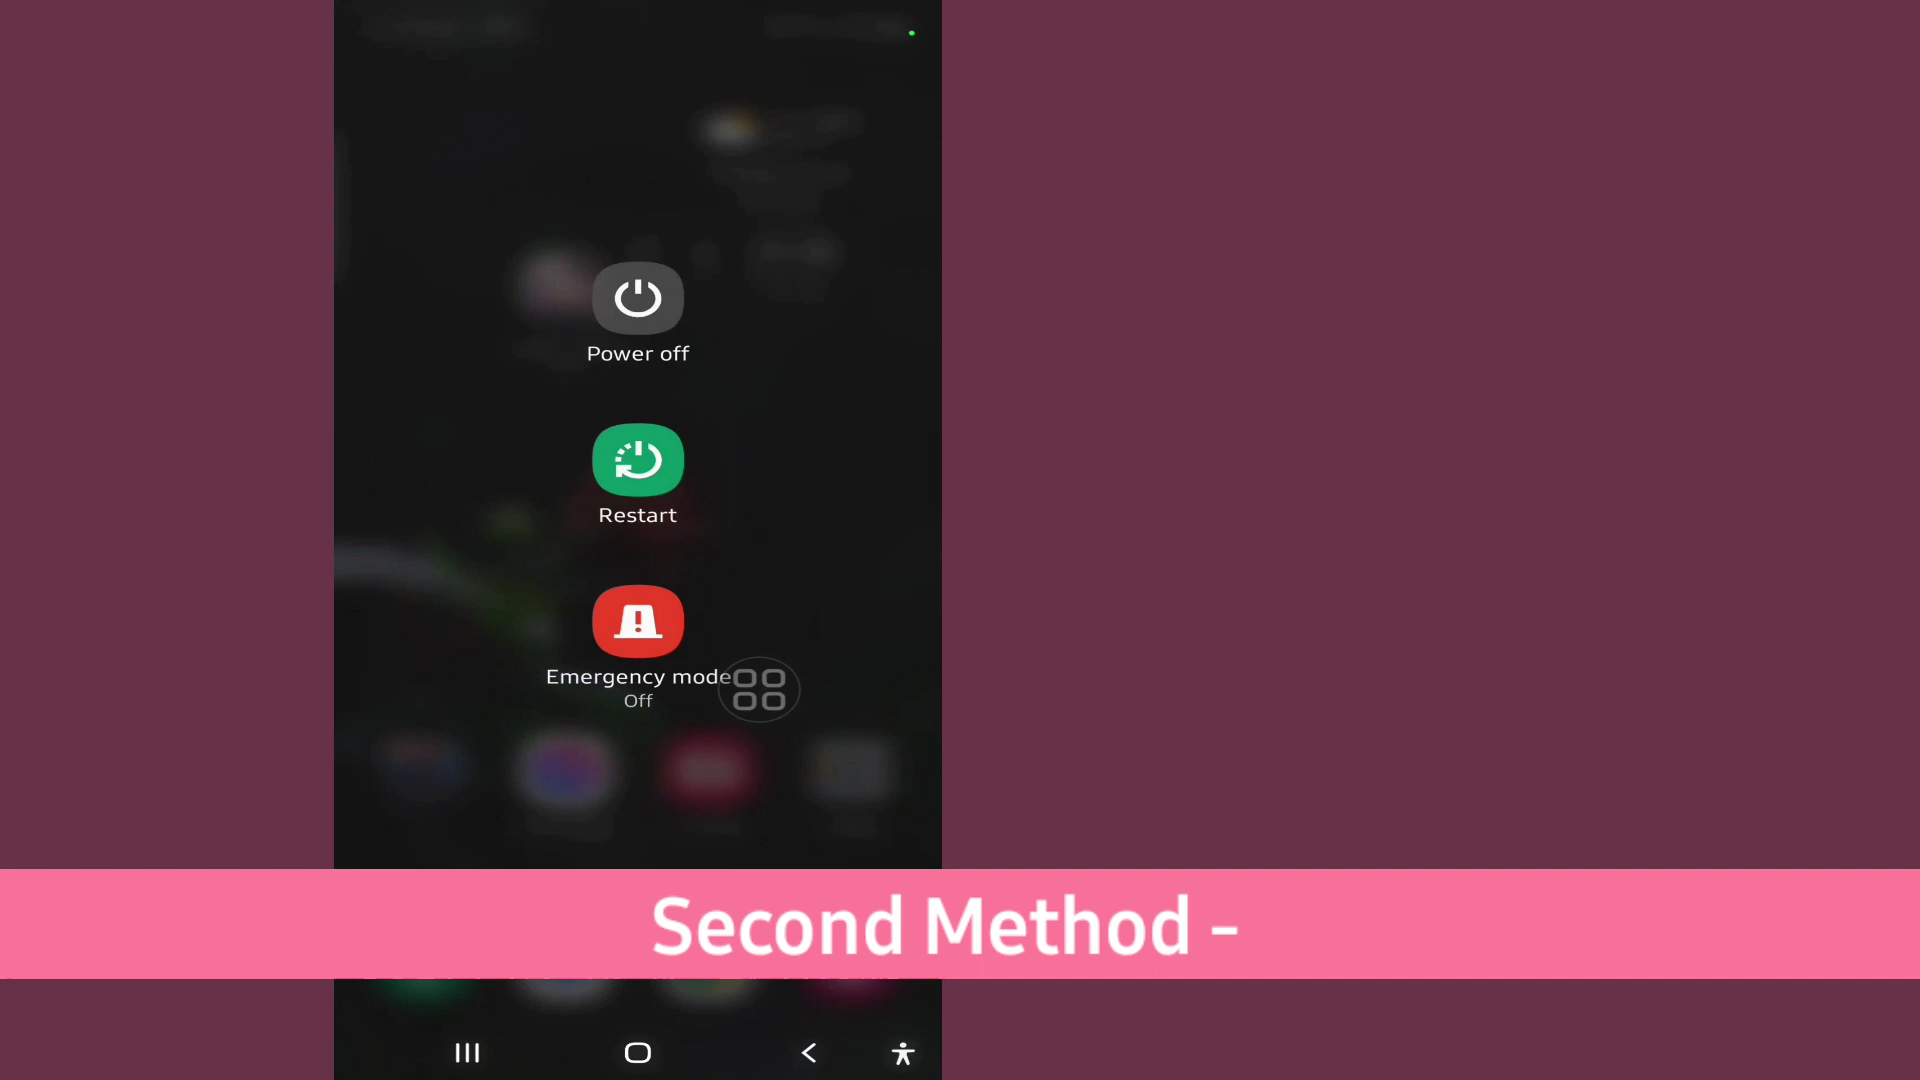 Power off
Restart
Emergency mode
Off
Second Method -